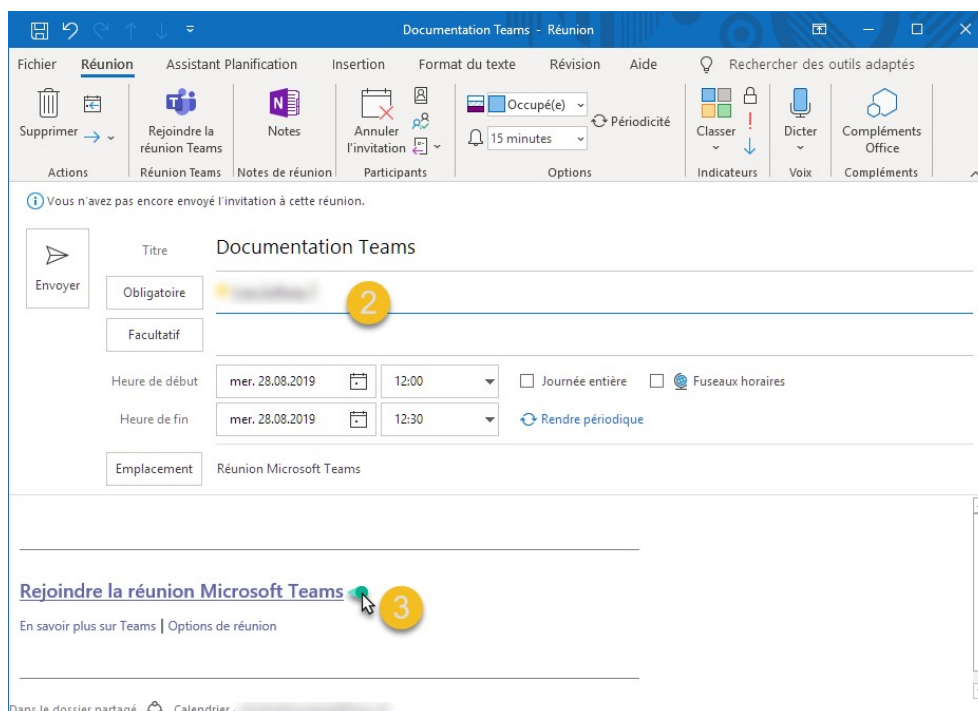 Documentation Teams - Réunion
Fichier Réunion Assistant Planification Insertion Format du texte Révision Aide Rechercher des outils adaptés
Supprimer
Rejoindre la réunion Teams
Notes
Annuler l'invitation
Occupé(e)
15 minutes
Périodicité
Classer
Dicter
Compléments Office
Actions Réunion Teams Notes de réunion Participants Options Indicateurs Voix Compléments
Vous n'avez pas encore envoyé l'invitation à cette réunion.
Envoyer
Titre Documentation Teams
Obligatoire 2
Facultatif
Heure de début mer. 28.08.2019 12:00 Journée entière Fuseaux horaires
Heure de fin mer. 28.08.2019 12:30 Rendre périodique
Emplacement Réunion Microsoft Teams
Rejoindre la réunion Microsoft Teams 3
En savoir plus sur Teams | Options de réunion
Dans le dossier partagé Calendrier -